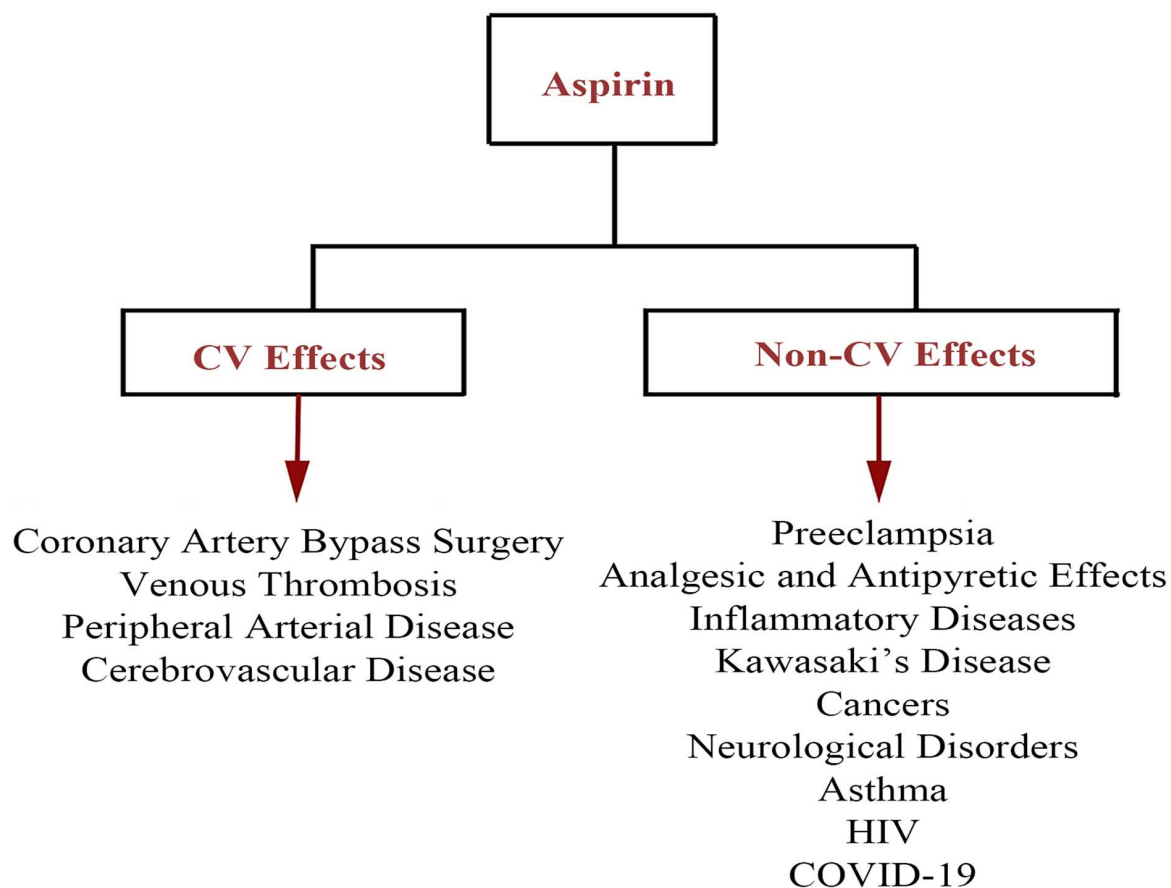 Aspirin
CV Effects
Non-CV Effects
Coronary Artery Bypass Surgery
Venous Thrombosis
Peripheral Arterial Disease
Cerebrovascular Disease
Preeclampsia
Analgesic and Antipyretic Effects
Inflammatory Diseases
Kawasaki’s Disease
Cancers
Neurological Disorders
Asthma
HIV
COVID-19